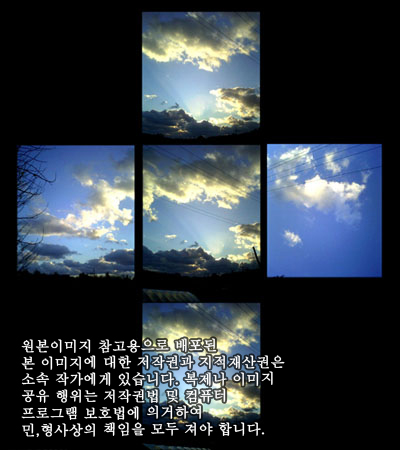 원본이미지 참고용으로 배포된
본 이미지에 대한 저작권과 지적재산권은
소속 작가에게 있습니다. 복제나 이미지
공유 행위는 저작권법 및 컴퓨터
프로그램 보호법에 의거하여
민,형사상의 책임을 모두 져야 합니다.